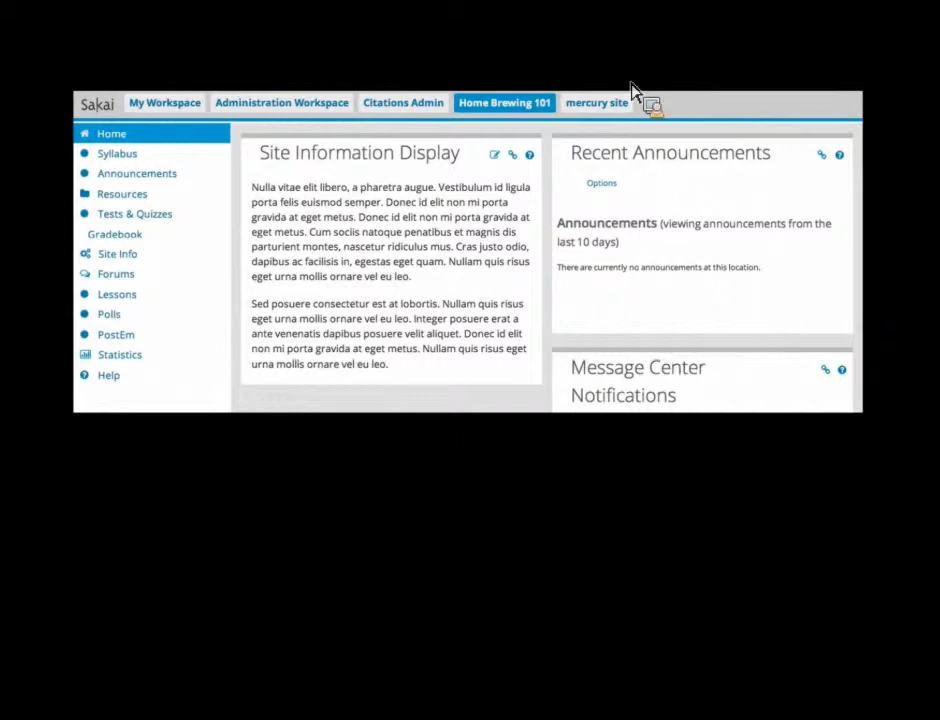 Sakai My Workspace Administration Workspace Citations Admin Home Brewing 101 mercury site
Home
Syllabus
Announcements
Resources
Tests & Quizzes
Gradebook
Site Info
Forums
Lessons
Polls
PostEm
Statistics
Help
Site Information Display
Nulla vitae elit libero, a pharetra augue. Vestibulum id ligula
porta felis euismod semper. Donec id elit non mi porta
gravida at eget metus. Donec id elit non mi porta gravida at
eget metus. Cum sociis natoque penatibus et magnis dis
parturient montes, nascetur ridiculus mus. Cras justo odio,
dapibus ac facilisis in, egestas eget quam. Nullam quis risus
eget urna mollis ornare vel eu leo.
Sed posuere consectetur est at lobortis. Nullam quis risus
eget urna mollis ornare vel eu leo. Integer posuere erat a
ante venenatis dapibus posuere velit aliquet. Donec id elit
non mi porta gravida at eget metus. Nullam quis risus eget
urna mollis ornare vel eu leo.
Recent Announcements
Options
Announcements (viewing announcements from the
last 10 days)
There are currently no announcements at this location.
Message Center
Notifications